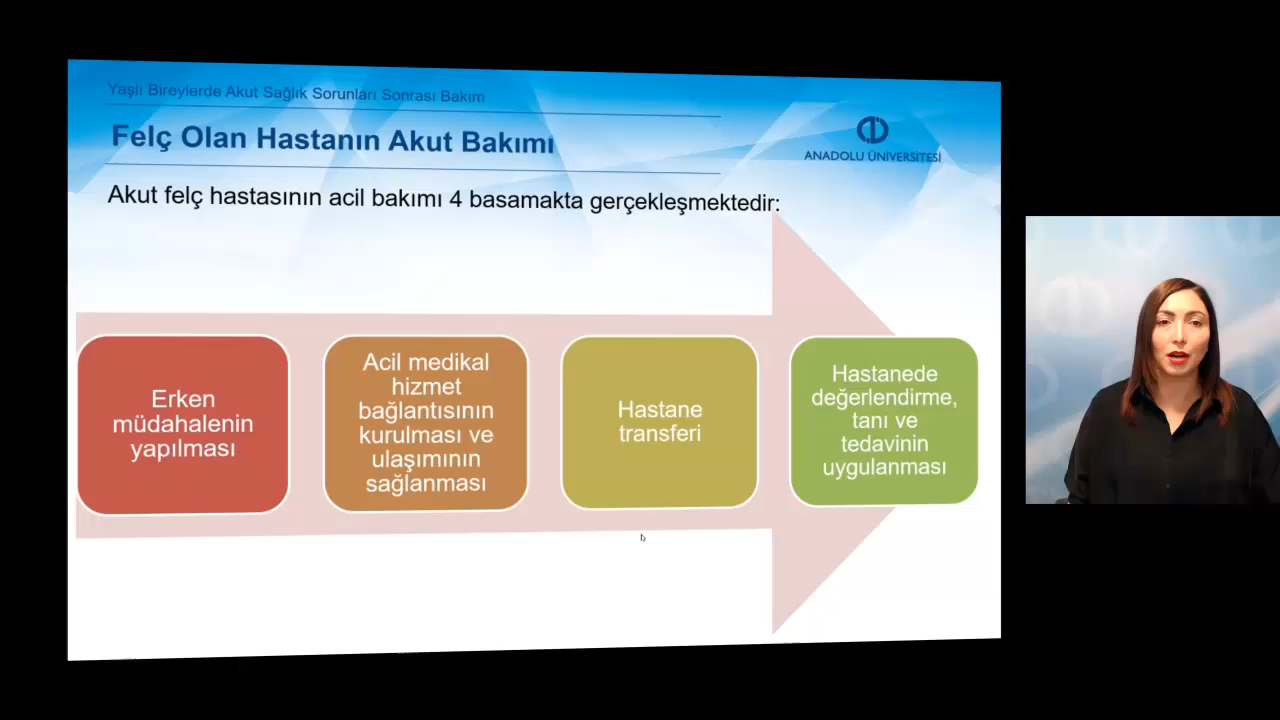 Yaşlı Bireylerde Akut Sağlık Sorunları Sonrası Bakım
Felç Olan Hastanın Akut Bakımı
ANADOLU ÜNİVERSİTESİ
Akut felç hastasının acil bakımı 4 basamakta gerçekleşmektedir:
Erken
müdahalenin
yapılması
Acil medikal
hizmet
bağlantısının
kurulması ve
ulaşımının
sağlanması
Hastane
transferi
Hastanede
değerlendirme,
tanı ve
tedavinin
uygulanması